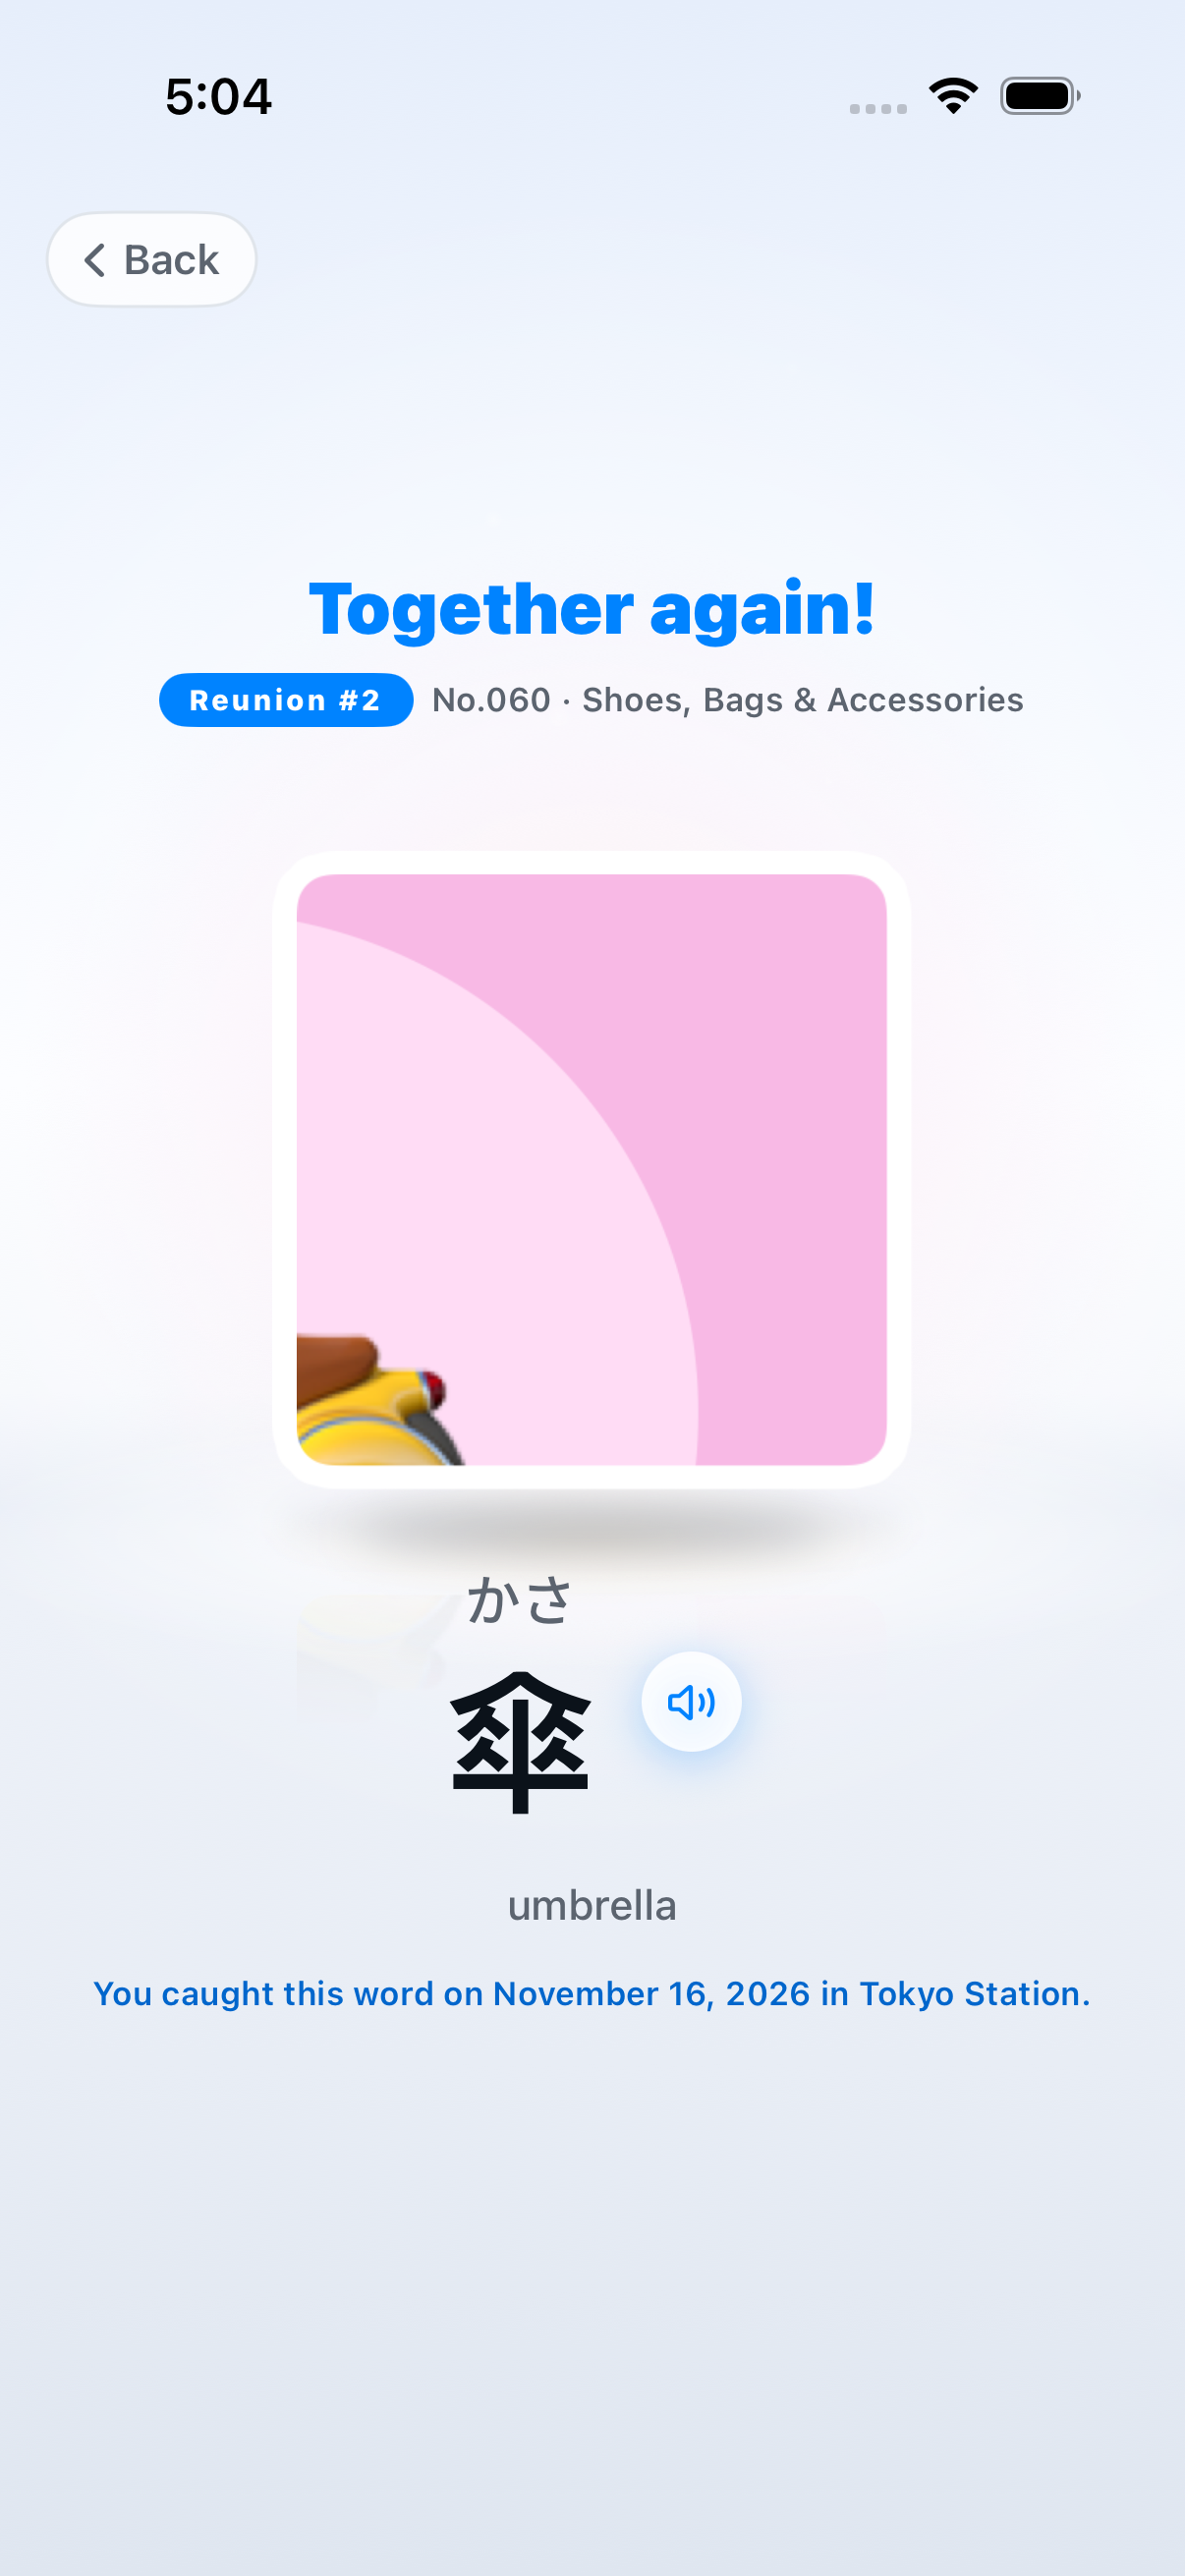 5:04
Back
Together again!
Reunion #2 No.060 · Shoes, Bags & Accessories
かさ
傘
umbrella
You caught this word on November 16, 2026 in Tokyo Station.